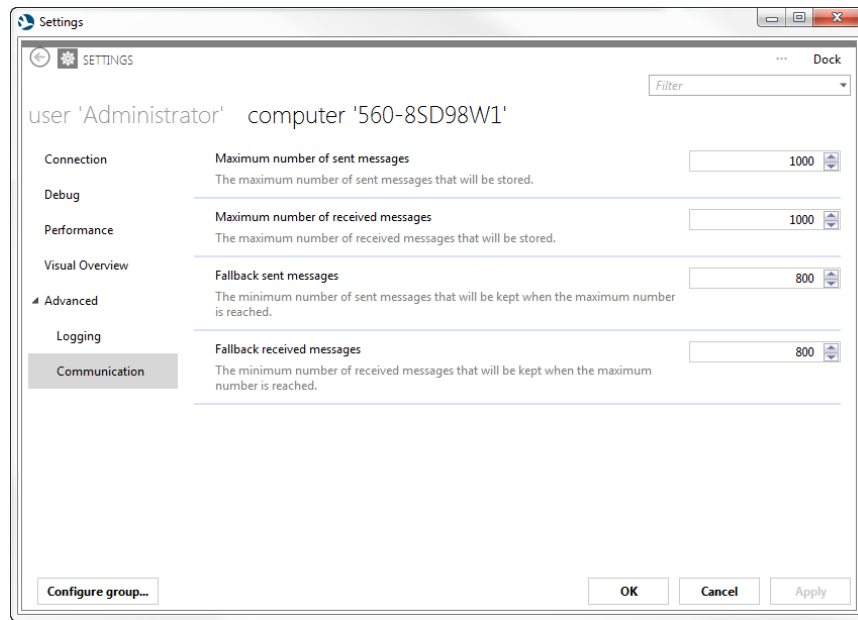 Settings
SETTINGS
... Dock
Filter
user 'Administrator' computer '560-8SD98W1'
Connection
Debug
Performance
Visual Overview
Advanced
Logging
Communication
Maximum number of sent messages
1000
The maximum number of sent messages that will be stored.
Maximum number of received messages
1000
The maximum number of received messages that will be stored.
Fallback sent messages
800
The minimum number of sent messages that will be kept when the maximum number
is reached.
Fallback received messages
800
The minimum number of received messages that will be kept when the maximum
number is reached.
Configure group...
OK
Cancel
Apply